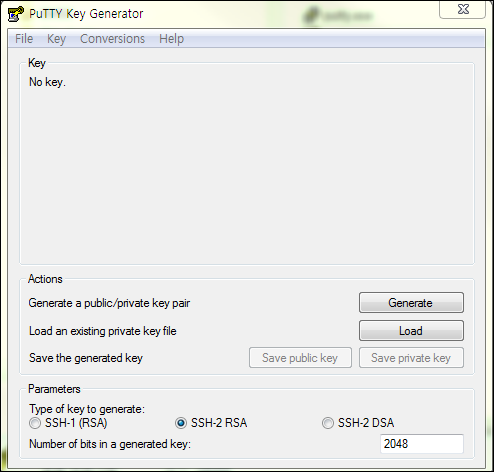 PuTTY Key Generator
File Key Conversions Help
Key
No key.
Actions
Generate a public/private key pair
Generate
Load an existing private key file
Load
Save the generated key
Save public key
Save private key
Parameters
Type of key to generate:
SSH-1 (RSA)
SSH-2 RSA
SSH-2 DSA
Number of bits in a generated key:
2048